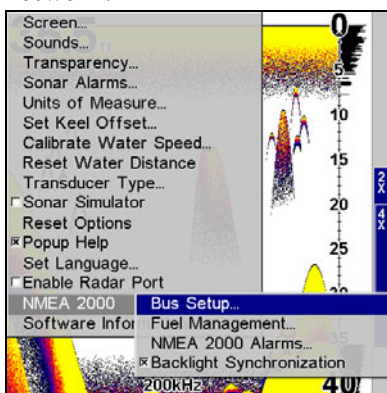 Screen...
Sounds...
Transparency...
Sonar Alarms...
Units of Measure...
Set Keel Offset...
Calibrate Water Speed...
Reset Water Distance
Transducer Type...
Sonar Simulator
Reset Options
Popup Help
Set Language...
Enable Radar Port
NMEA 2000
Software Infor
Bus Setup...
Fuel Management...
NMEA 2000 Alarms...
Backlight Synchronization
0
5
10
15
20
25
30
35
40
2X
4X
200kHz